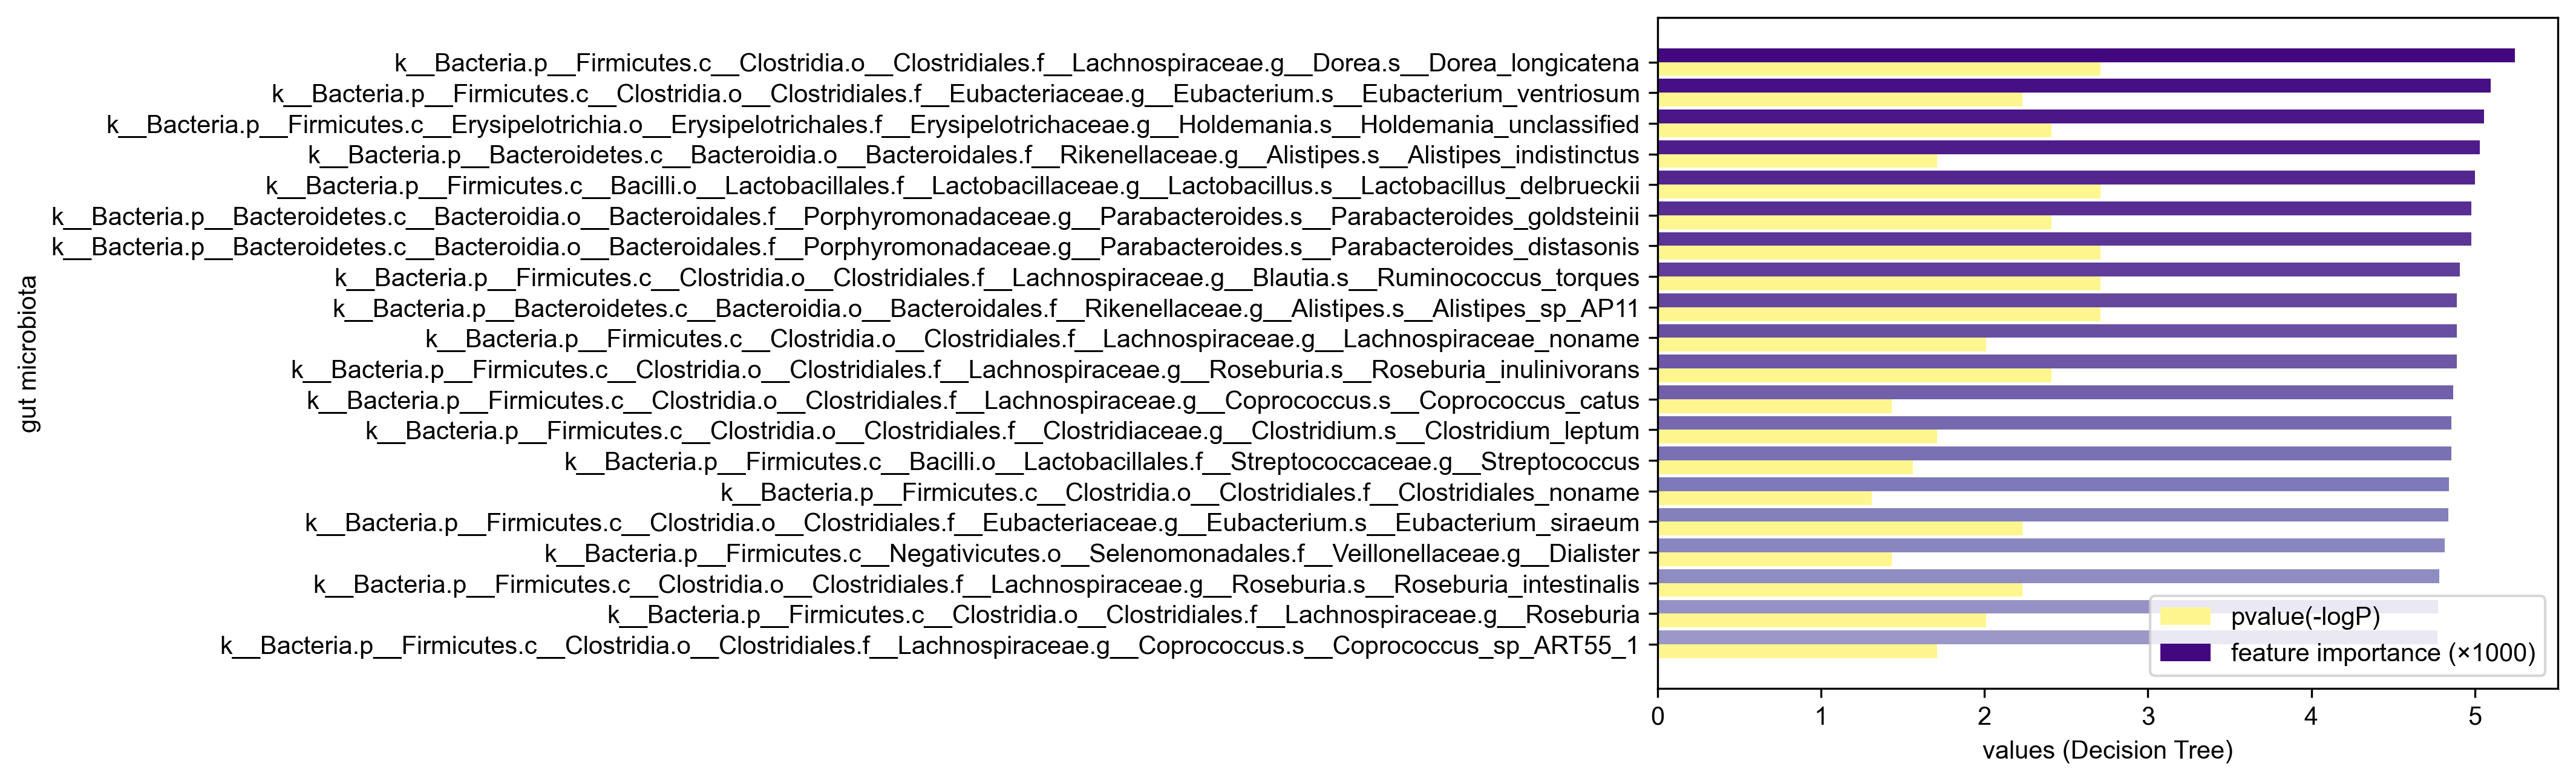 k__Bacteria.p__Firmicutes.c__Clostridia.o__Clostridiales.f__Lachnospiraceae.g__Dorea.s__Dorea_longicatena
k__Bacteria.p__Firmicutes.c__Clostridia.o__Clostridiales.f__Eubacteriaceae.g__Eubacterium.s__Eubacterium_ventriosum
k__Bacteria.p__Firmicutes.c__Erysipelotrichia.o__Erysipelotrichales.f__Erysipelotrichaceae.g__Holdemania.s__Holdemania_unclassified
k__Bacteria.p__Bacteroidetes.c__Bacteroidia.o__Bacteroidales.f__Rikenellaceae.g__Alistipes.s__Alistipes_indistinctus
k__Bacteria.p__Firmicutes.c__Bacilli.o__Lactobacillales.f__Lactobacillaceae.g__Lactobacillus.s__Lactobacillus_delbrueckii
k__Bacteria.p__Bacteroidetes.c__Bacteroidia.o__Bacteroidales.f__Porphyromonadaceae.g__Parabacteroides.s__Parabacteroides_goldsteinii
k__Bacteria.p__Bacteroidetes.c__Bacteroidia.o__Bacteroidales.f__Porphyromonadaceae.g__Parabacteroides.s__Parabacteroides_distasonis
k__Bacteria.p__Firmicutes.c__Clostridia.o__Clostridiales.f__Lachnospiraceae.g__Blautia.s__Ruminococcus_torques
k__Bacteria.p__Bacteroidetes.c__Bacteroidia.o__Bacteroidales.f__Rikenellaceae.g__Alistipes.s__Alistipes_sp_AP11
k__Bacteria.p__Firmicutes.c__Clostridia.o__Clostridiales.f__Lachnospiraceae.g__Lachnospiraceae_noname
k__Bacteria.p__Firmicutes.c__Clostridia.o__Clostridiales.f__Lachnospiraceae.g__Roseburia.s__Roseburia_inulinivorans
k__Bacteria.p__Firmicutes.c__Clostridia.o__Clostridiales.f__Lachnospiraceae.g__Coprococcus.s__Coprococcus_catus
k__Bacteria.p__Firmicutes.c__Clostridia.o__Clostridiales.f__Clostridiaceae.g__Clostridium.s__Clostridium_leptum
k__Bacteria.p__Firmicutes.c__Bacilli.o__Lactobacillales.f__Streptococcaceae.g__Streptococcus
k__Bacteria.p__Firmicutes.c__Clostridia.o__Clostridiales.f__Clostridiales_noname
k__Bacteria.p__Firmicutes.c__Clostridia.o__Clostridiales.f__Eubacteriaceae.g__Eubacterium.s__Eubacterium_siraeum
k__Bacteria.p__Firmicutes.c__Negativicutes.o__Selenomonadales.f__Veillonellaceae.g__Dialister
k__Bacteria.p__Firmicutes.c__Clostridia.o__Clostridiales.f__Lachnospiraceae.g__Roseburia.s__Roseburia_intestinalis
k__Bacteria.p__Firmicutes.c__Clostridia.o__Clostridiales.f__Lachnospiraceae.g__Roseburia
k__Bacteria.p__Firmicutes.c__Clostridia.o__Clostridiales.f__Lachnospiraceae.g__Coprococcus.s__Coprococcus_sp_ART55_1
gut microbiota
pvalue(-logP)
feature importance (×1000)
0 1 2 3 4 5
values (Decision Tree)